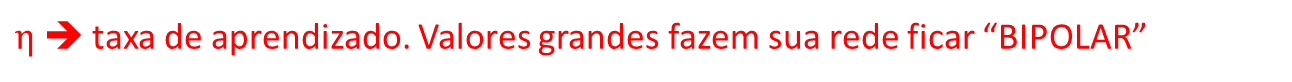 η 🡺 taxa de aprendizado. Valores grandes fazem sua rede ficar “BIPOLAR”